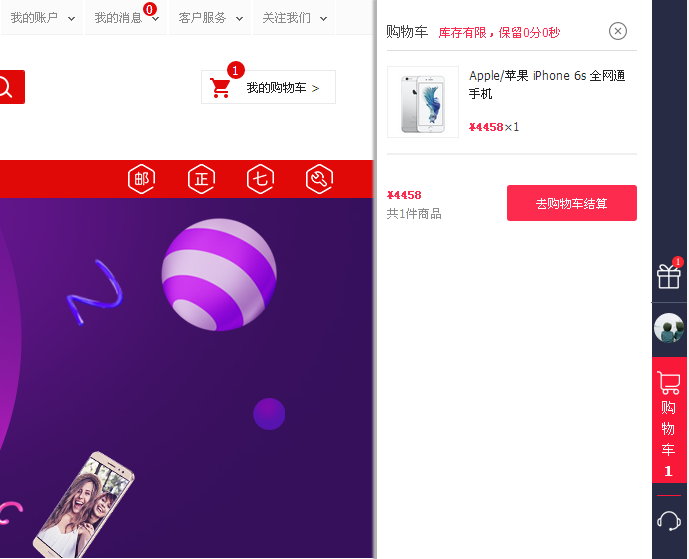 我的账户
我的消息 0
客户服务
关注我们
1
我的购物车 >
邮 正 七
购物车 库存有限，保留0分0秒
Apple/苹果 iPhone 6s 全网通
手机
¥4458×1
¥4458
共1件商品
去购物车结算
1
购
物
车
1